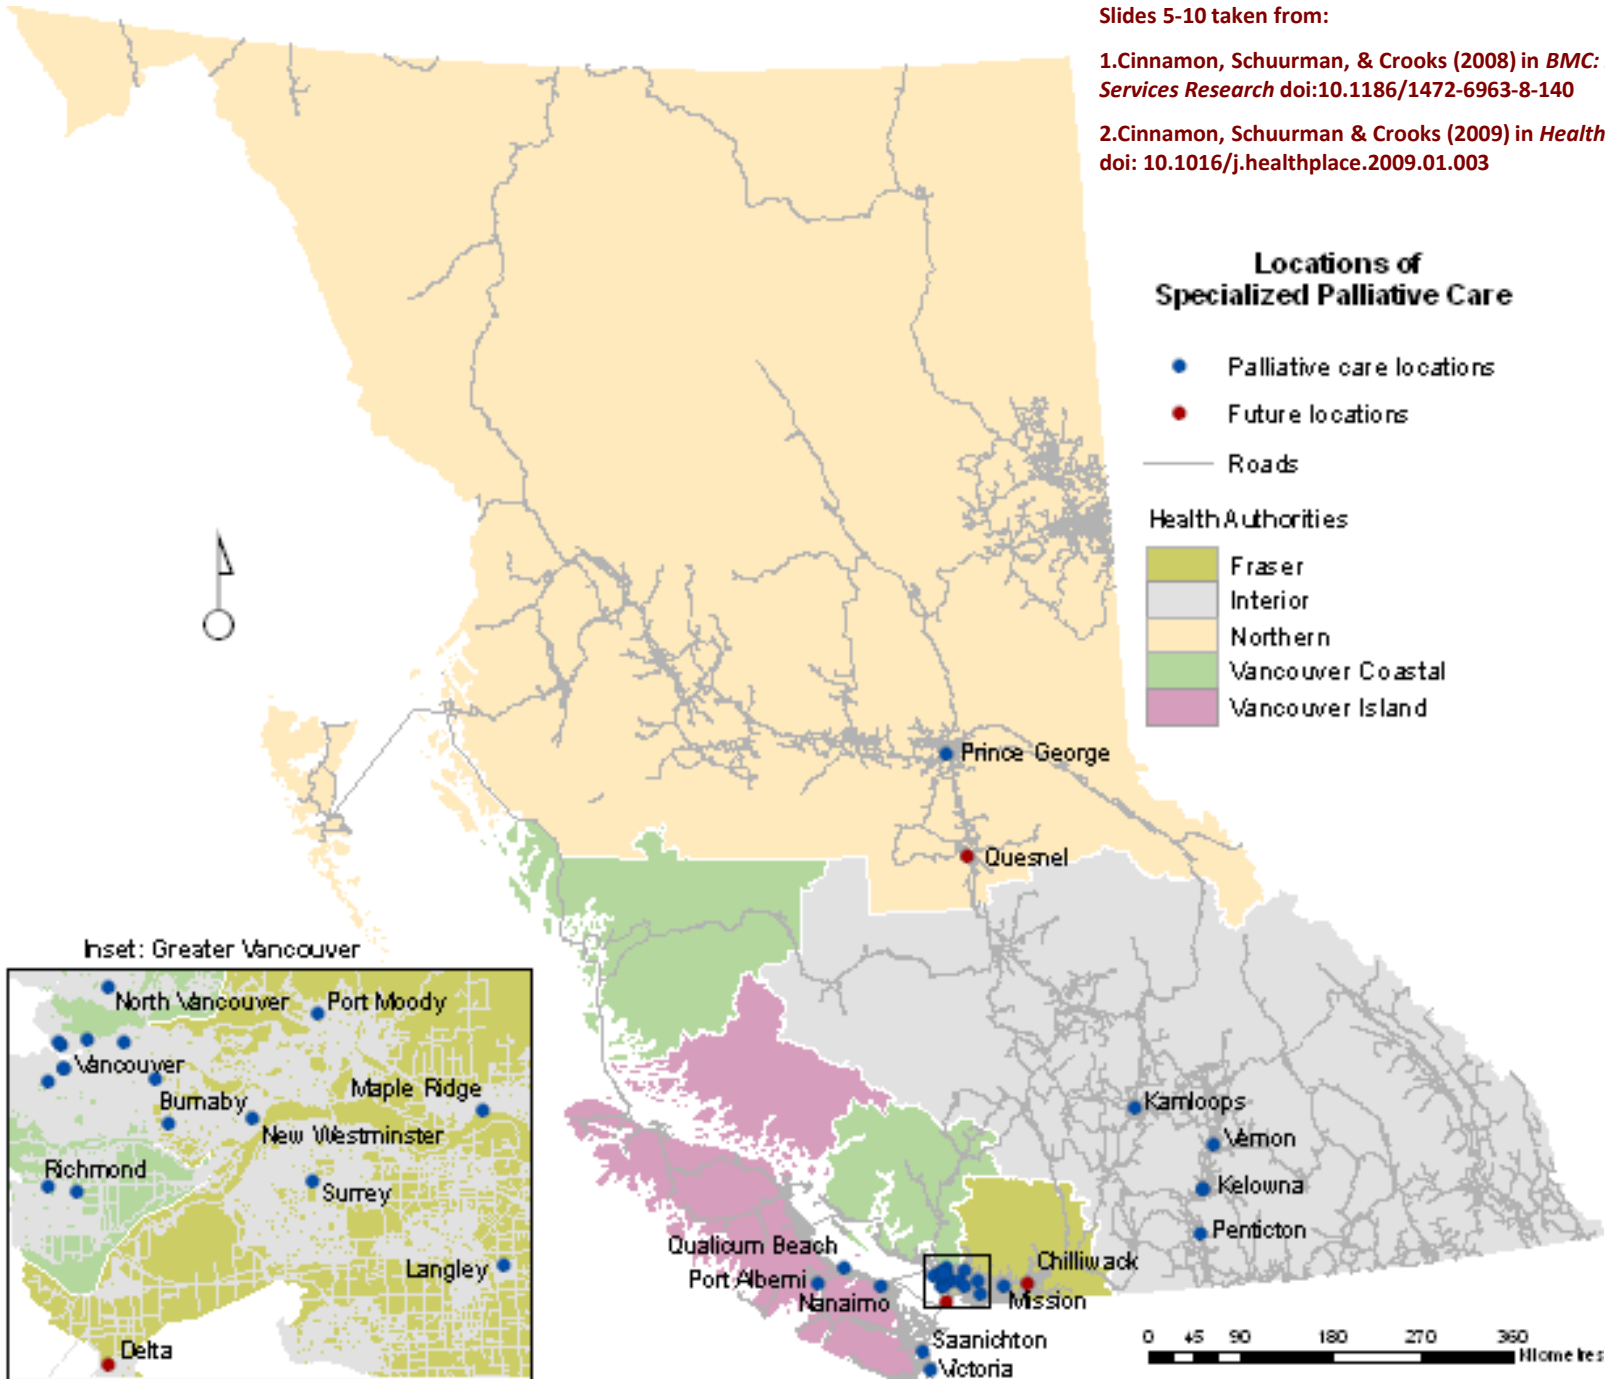 Slides 5-10 taken from:
1.Cinnamon, Schuurman, & Crooks (2008) in BMC:
Services Research doi:10.1186/1472-6963-8-140
2.Cinnamon, Schuurman & Crooks (2009) in Health
doi: 10.1016/j.healthplace.2009.01.003
Locations of
Specialized Palliative Care
Palliative care locations
Future locations
Roads
Health Authorities
Fraser
Interior
Northern
Vancouver Coastal
Vancouver Island
Prince George
Quesnel
Inset: Greater Vancouver
North Vancouver
Port Moody
Vancouver
Burnaby
Maple Ridge
New Westminster
Richmond
Surrey
Langley
Delta
Kamloops
Vernon
Kelowna
Penticton
Qualicum Beach
Port Alberni
Nanaimo
Chilliwack
Mission
Saanichton
Victoria
0 45 90 180 270 360
Kilometres